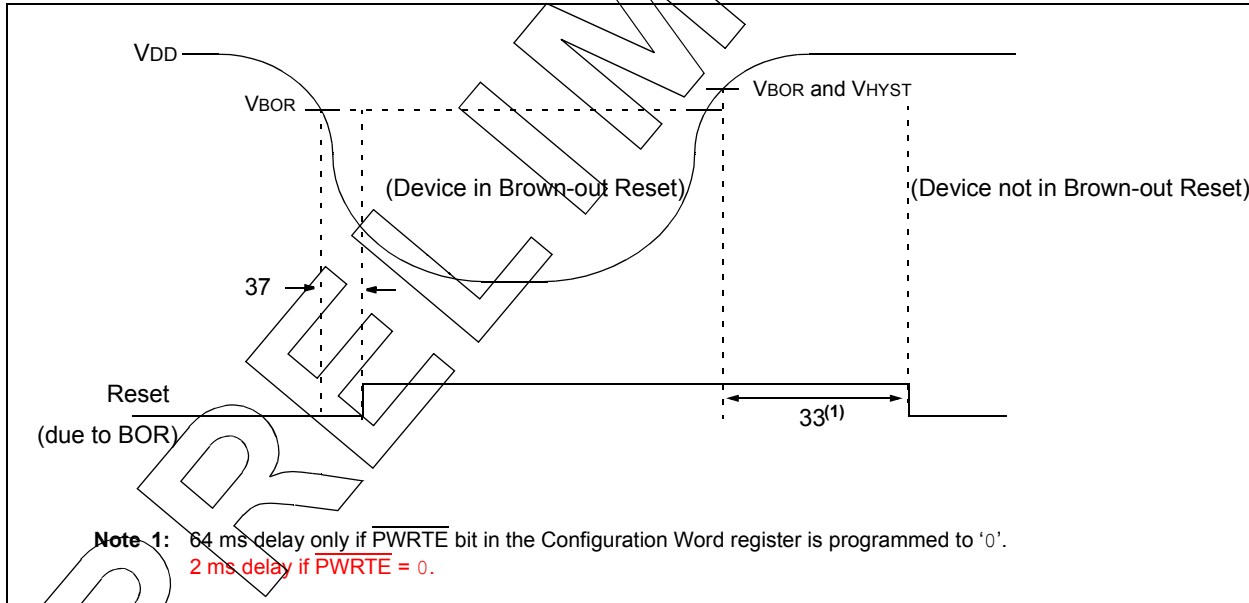 VDD
VBOR
VBOR and VHYST
(Device in Brown-out Reset)
(Device not in Brown-out Reset)
37
Reset
(due to BOR)
33(1)
Note 1: 64 ms delay only if PWRTE bit in the Configuration Word register is programmed to ‘0’.
2 ms delay if PWRTE = 0.
PRELIM